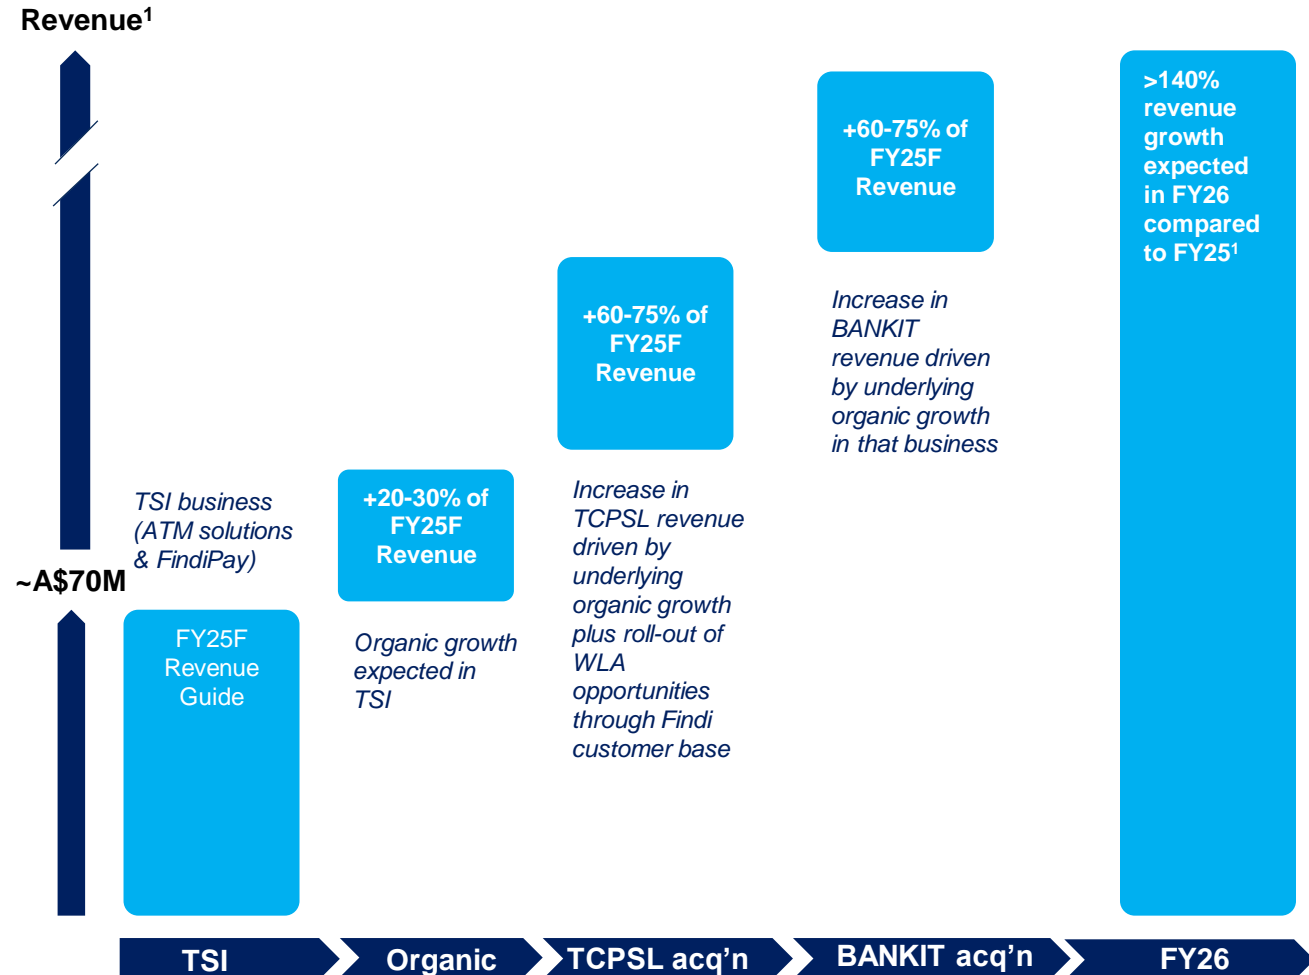 Revenue¹
~A$70M
TSI business
(ATM solutions
& FindiPay)
FY25F
Revenue
Guide
+20-30% of
FY25F
Revenue
Organic growth
expected in
TSI
+60-75% of
FY25F
Revenue
Increase in
TCPSL revenue
driven by
underlying
organic growth
plus roll-out of
WLA
opportunities
through Findi
customer base
+60-75% of
FY25F
Revenue
Increase in
BANKIT
revenue driven
by underlying
organic growth
in that business
>140%
revenue
growth
expected
in FY26
compared
to FY25¹
TSI
Organic
TCPSL acq’n
BANKIT acq’n
FY26